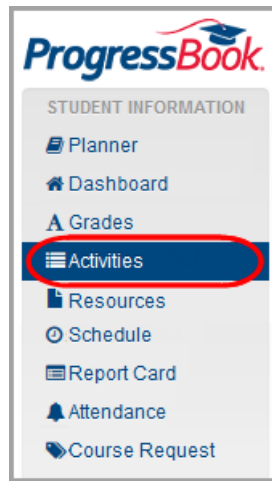 ProgressBook.
STUDENT INFORMATION
Planner
Dashboard
Grades
Activities
Resources
Schedule
Report Card
Attendance
Course Request